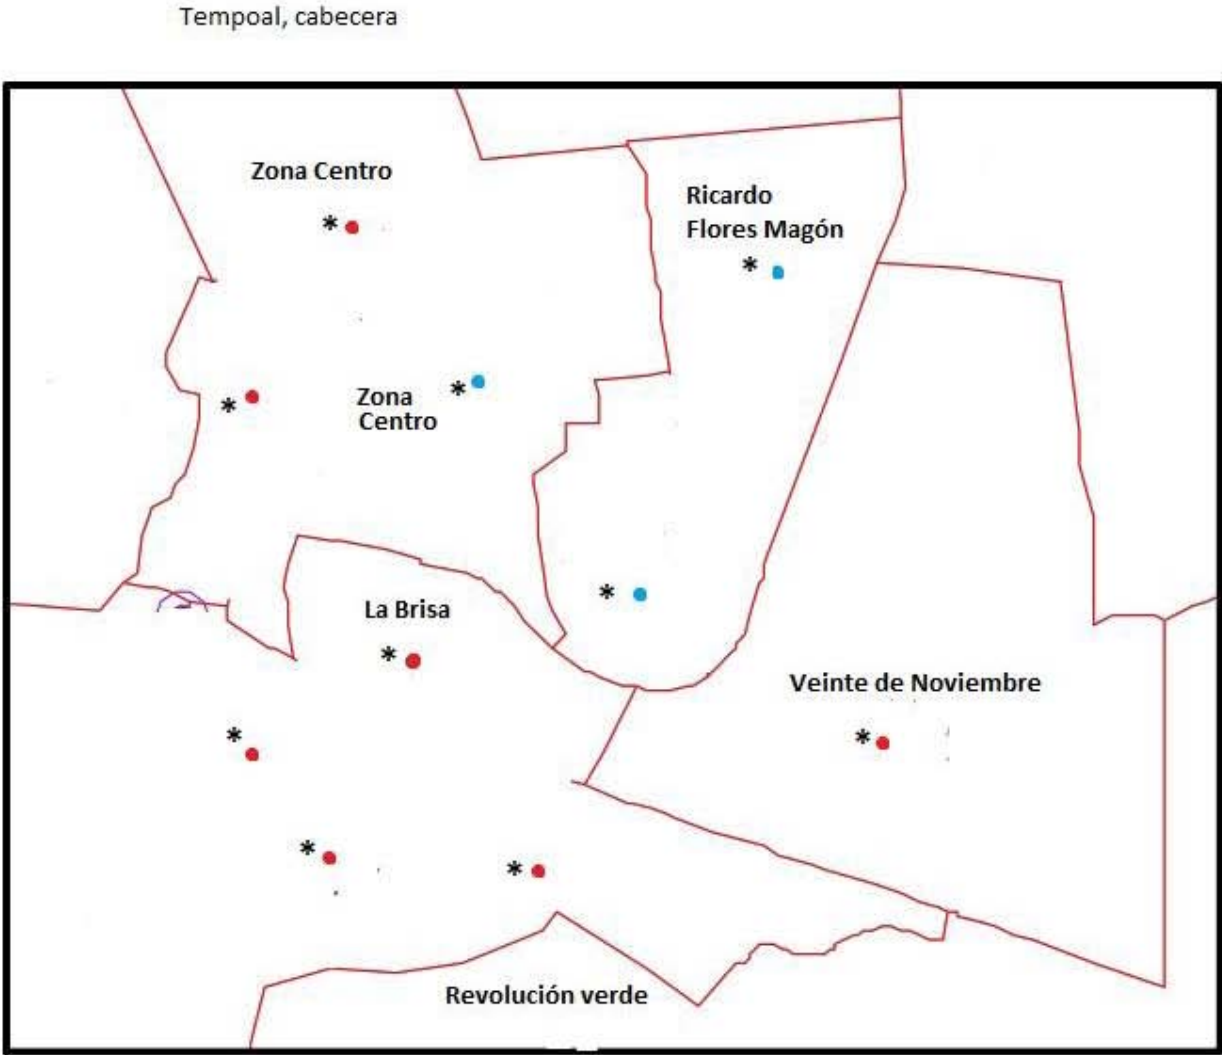 Tempoal, cabecera
Zona Centro
*
Ricardo
Flores Magón
*
*
Zona
Centro
*
*
La Brisa
*
Veinte de Noviembre
*
*
*
*
Revolución verde